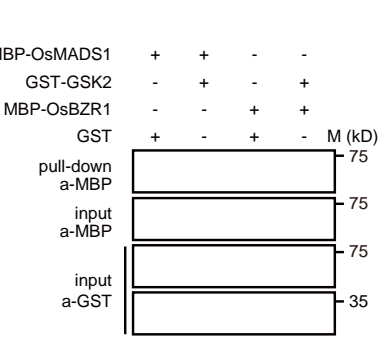 MBP-OsMADS1 + + - -
GST-GSK2 - + - +
MBP-OsBZR1 - - + +
GST + - + - M (kD)
pull-down
a-MBP
75
input
a-MBP
75
input
a-GST
75
35